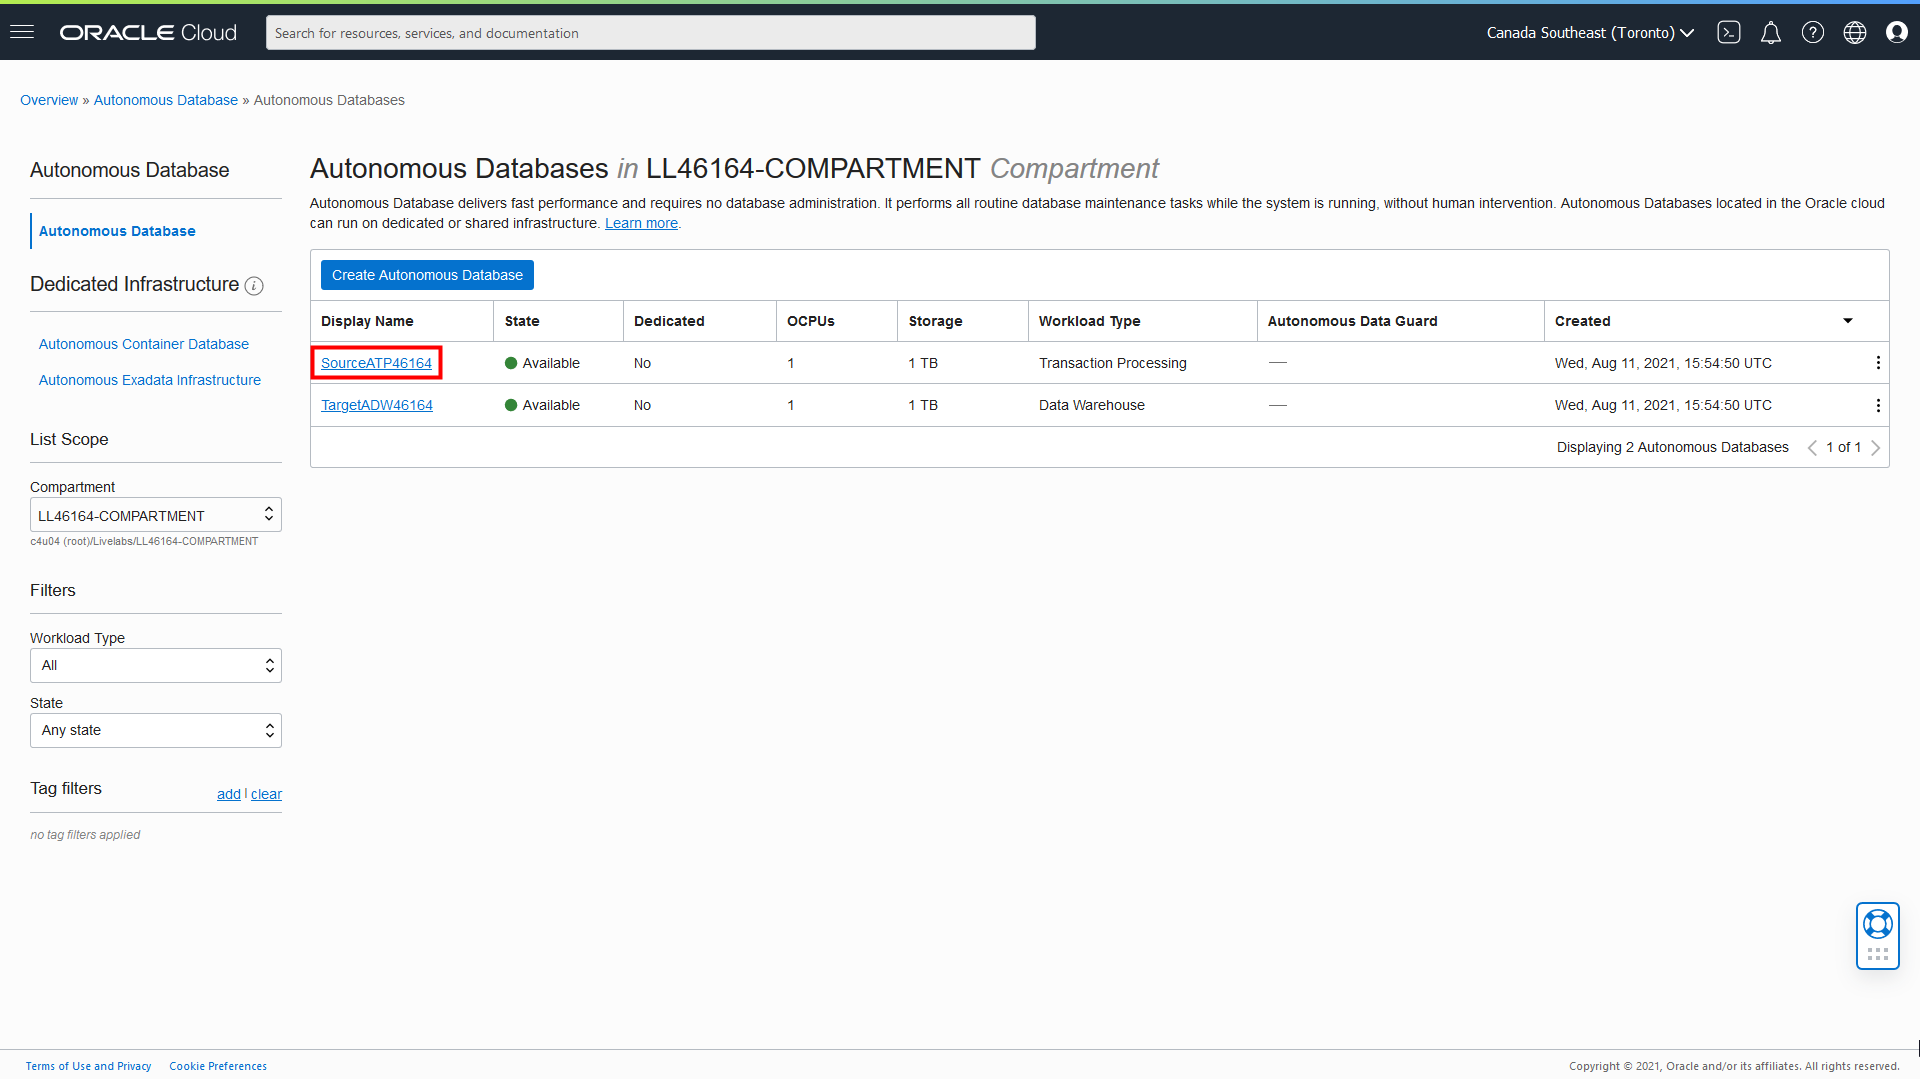 ORACLE Cloud
Search for resources, services, and documentation
Canada Southeast (Toronto)
Overview » Autonomous Database » Autonomous Databases
Autonomous Database
Autonomous Database
Dedicated Infrastructure
Autonomous Container Database
Autonomous Exadata Infrastructure
List Scope
Compartment
LL46164-COMPARTMENT
c4u04 (root)/Livelabs/LL46164-COMPARTMENT
Filters
Workload Type
All
State
Any state
Tag filters
add | clear
no tag filters applied
Autonomous Databases in LL46164-COMPARTMENT Compartment
Autonomous Database delivers fast performance and requires no database administration. It performs all routine database maintenance tasks while the system is running, without human intervention. Autonomous Databases located in the Oracle cloud
can run on dedicated or shared infrastructure. Learn more.
Create Autonomous Database
Display Name State Dedicated OCPUs Storage Workload Type Autonomous Data Guard Created
SourceATP46164 Available No 1 1 TB Transaction Processing — Wed, Aug 11, 2021, 15:54:50 UTC
TargetADW46164 Available No 1 1 TB Data Warehouse — Wed, Aug 11, 2021, 15:54:50 UTC
Displaying 2 Autonomous Databases 1 of 1
Terms of Use and Privacy Cookie Preferences
Copyright © 2021, Oracle and/or its affiliates. All rights reserved.